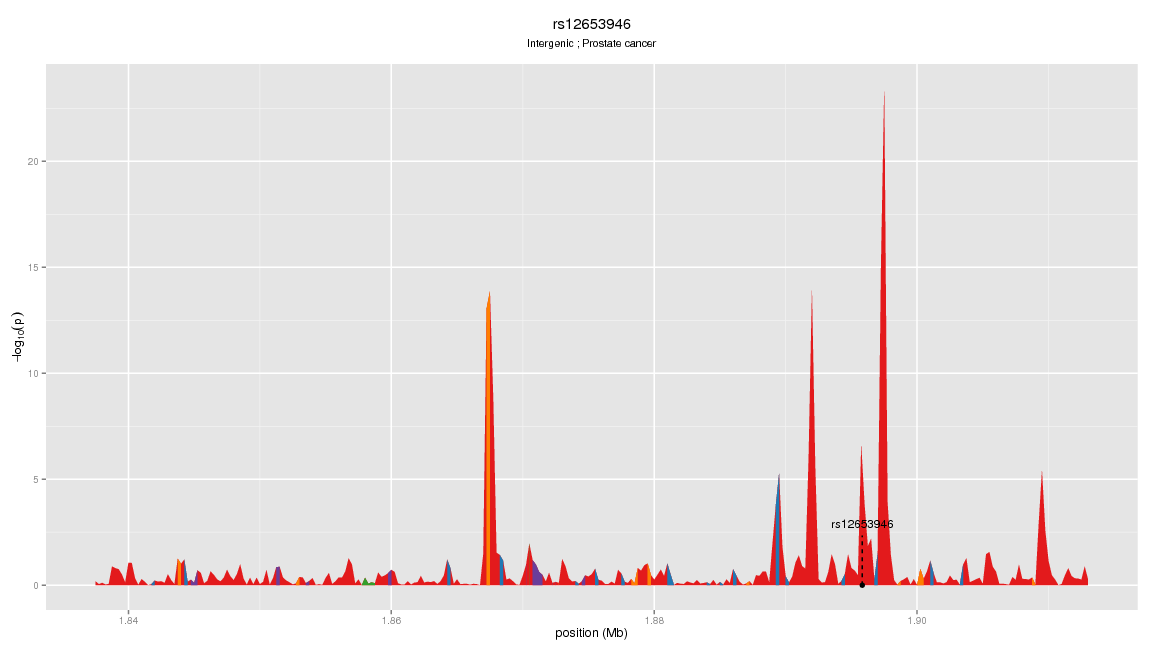 rs12653946
Intergenic ; Prostate cancer
−log10(p)
20
15
10
5
0
rs12653946
1.84
1.86
1.88
1.90
position (Mb)